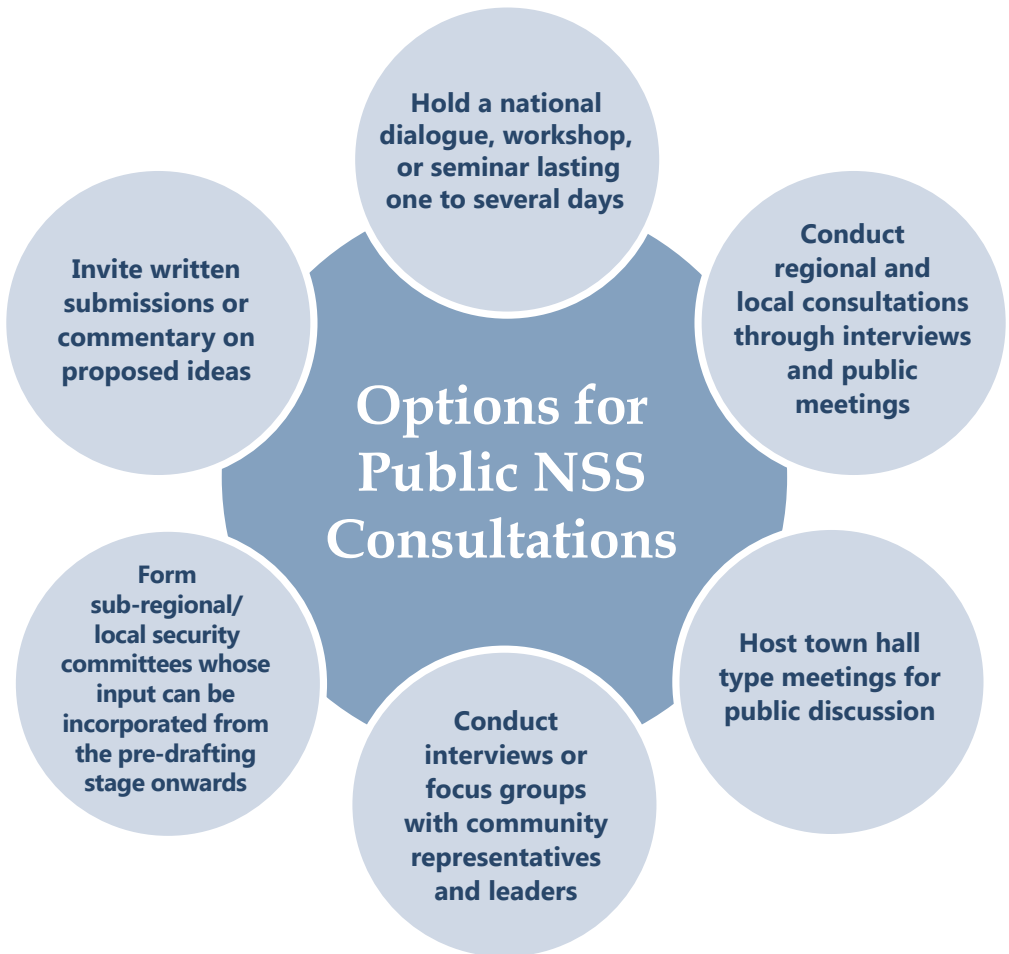 Options for
Public NSS
Consultations
Hold a national
dialogue, workshop,
or seminar lasting
one to several days
Conduct
regional and
local consultations
through interviews
and public
meetings
Host town hall
type meetings for
public discussion
Conduct
interviews or
focus groups
with community
representatives
and leaders
Form
sub-regional/
local security
committees whose
input can be
incorporated from
the pre-drafting
stage onwards
Invite written
submissions or
commentary on
proposed ideas